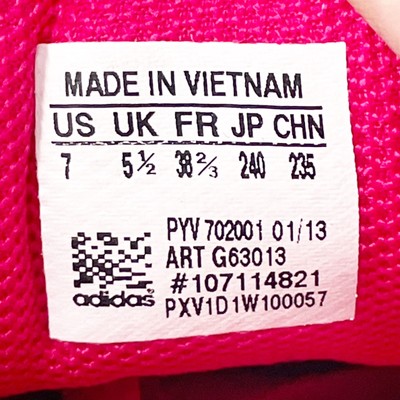 MADE IN VIETNAM
US UK FR JP CHN
7 5½ 38⅔ 240 235
PYV 702001 01/13
ART G63013
#107114821
adidas PXV1D1W100057